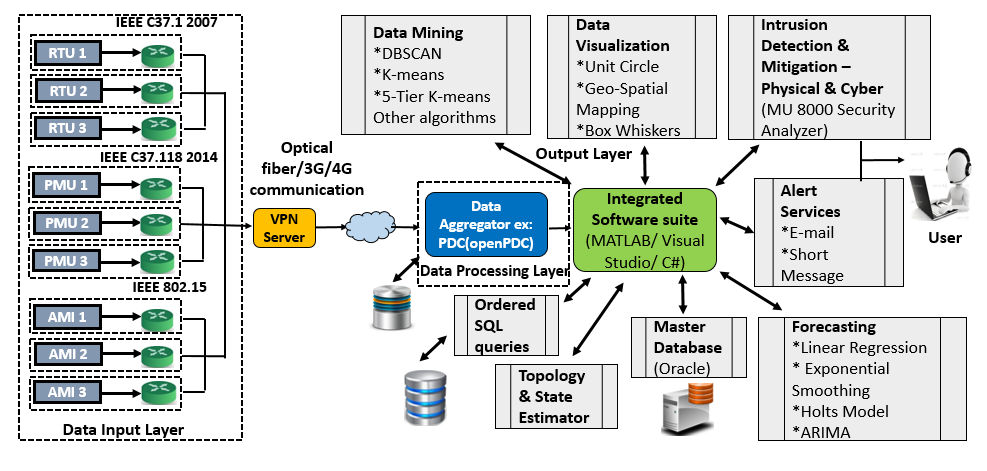 IEEE C37.1 2007
RTU 1
RTU 2
RTU 3
IEEE C37.118 2014
PMU 1
PMU 2
PMU 3
IEEE 802.15
AMI 1
AMI 2
AMI 3
Data Input Layer
Optical
fiber/3G/4G
communication
VPN
Server
Data
Aggregator ex:
PDC(openPDC)
Data Processing Layer
Data Mining
*DBSCAN
*K-means
*5-Tier K-means
Other algorithms
Data
Visualization
*Unit Circle
*Geo-Spatial
Mapping
*Box Whiskers
Intrusion
Detection &
Mitigation –
Physical & Cyber
(MU 8000 Security
Analyzer)
Output Layer
Integrated
Software suite
(MATLAB/ Visual
Studio/ C#)
Alert
Services
*E-mail
*Short
Message
User
Ordered
SQL
queries
Topology
& State
Estimator
Master
Database
(Oracle)
Forecasting
*Linear Regression
* Exponential
Smoothing
*Holts Model
*ARIMA